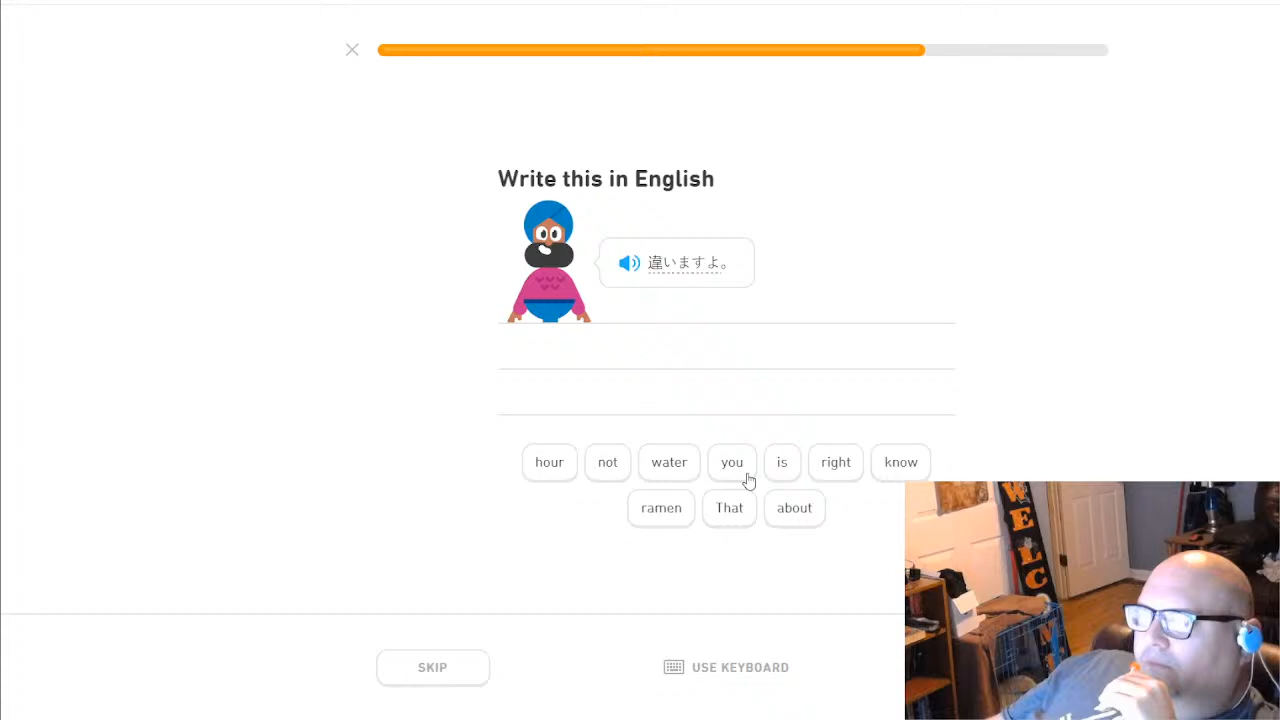 Write this in English
違いますよ。
hour not water you is right know
ramen That about
SKIP
USE KEYBOARD
WELC